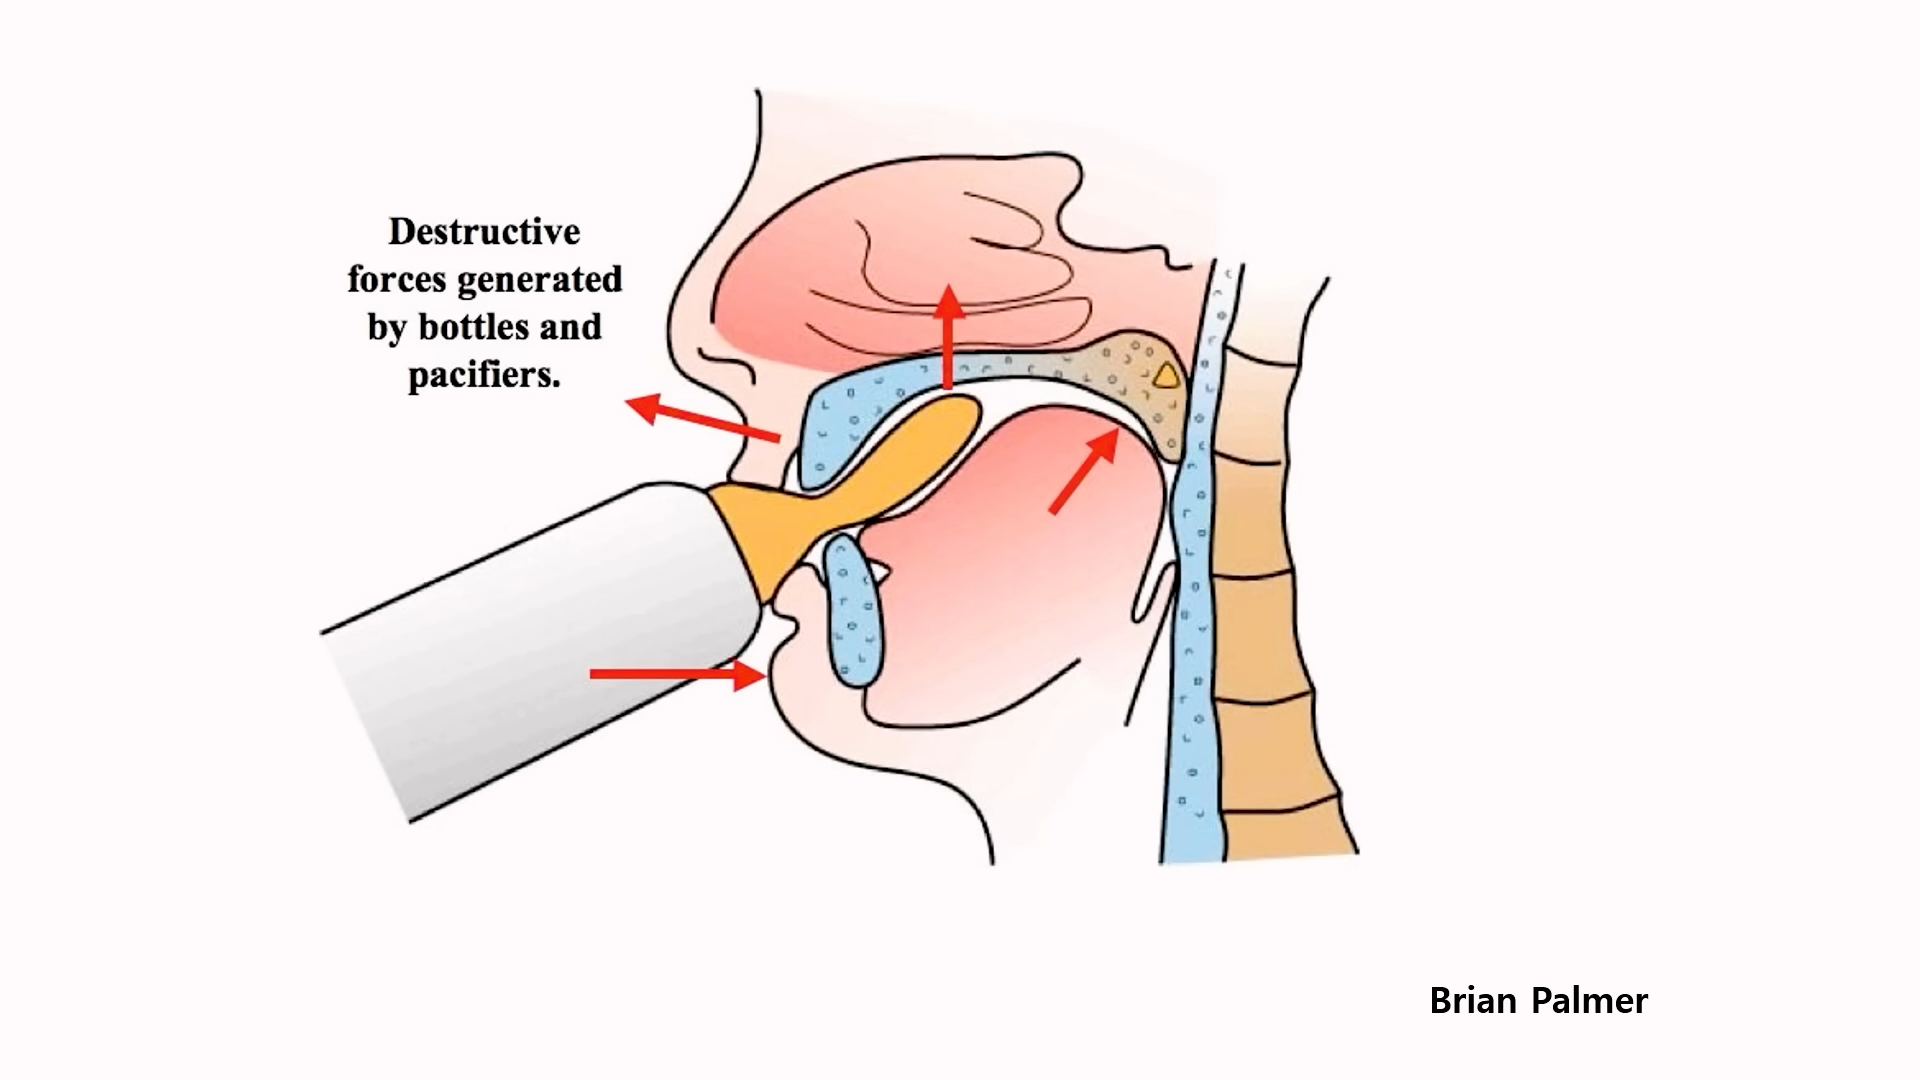 Destructive
forces generated
by bottles and
pacifiers.
Brian Palmer